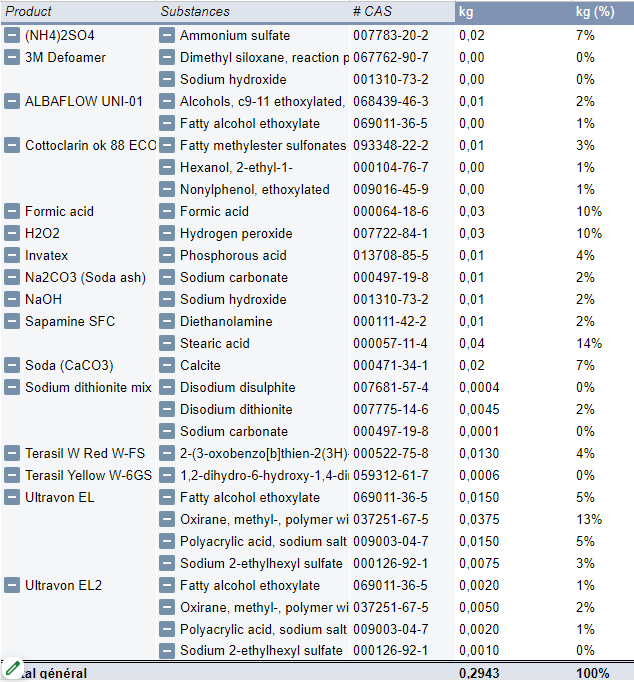 Product Substances # CAS kg kg (%)
(NH4)2SO4 Ammonium sulfate 007783-20-2 0,02 7%
3M Defoamer Dimethyl siloxane, reaction p 067762-90-7 0,00 0%
Sodium hydroxide 001310-73-2 0,00 0%
ALBAFLOW UNI-01 Alcohols, c9-11 ethoxylated, 068439-46-3 0,01 2%
Fatty alcohol ethoxylate 069011-36-5 0,00 1%
Cottoclarin ok 88 ECO Fatty methylester sulfonates 093348-22-2 0,01 3%
Hexanol, 2-ethyl-1- 000104-76-7 0,00 1%
Nonylphenol, ethoxylated 009016-45-9 0,00 1%
Formic acid Formic acid 000064-18-6 0,03 10%
H2O2 Hydrogen peroxide 007722-84-1 0,03 10%
Invatex Phosphorous acid 013708-85-5 0,01 4%
Na2CO3 (Soda ash) Sodium carbonate 000497-19-8 0,01 2%
NaOH Sodium hydroxide 001310-73-2 0,01 2%
Sapamine SFC Diethanolamine 000111-42-2 0,01 2%
Stearic acid 000057-11-4 0,04 14%
Soda (CaCO3) Calcite 000471-34-1 0,02 7%
Sodium dithionite mix Disodium disulphite 007681-57-4 0,0004 0%
Disodium dithionite 007775-14-6 0,0045 2%
Sodium carbonate 000497-19-8 0,0001 0%
Terasil W Red W-FS 2-(3-oxobenzo[b]thien-2(3H)- 000522-75-8 0,0130 4%
Terasil Yellow W-6GS 1,2-dihydro-6-hydroxy-1,4-di 059312-61-7 0,0006 0%
Ultravon EL Fatty alcohol ethoxylate 069011-36-5 0,0150 5%
Oxirane, methyl-, polymer wi 037251-67-5 0,0375 13%
Polyacrylic acid, sodium salt 009003-04-7 0,0150 5%
Sodium 2-ethylhexyl sulfate 000126-92-1 0,0075 3%
Ultravon EL2 Fatty alcohol ethoxylate 069011-36-5 0,0020 1%
Oxirane, methyl-, polymer wi 037251-67-5 0,0050 2%
Polyacrylic acid, sodium salt 009003-04-7 0,0020 1%
Sodium 2-ethylhexyl sulfate 000126-92-1 0,0010 0%
tal général 0,2943 100%